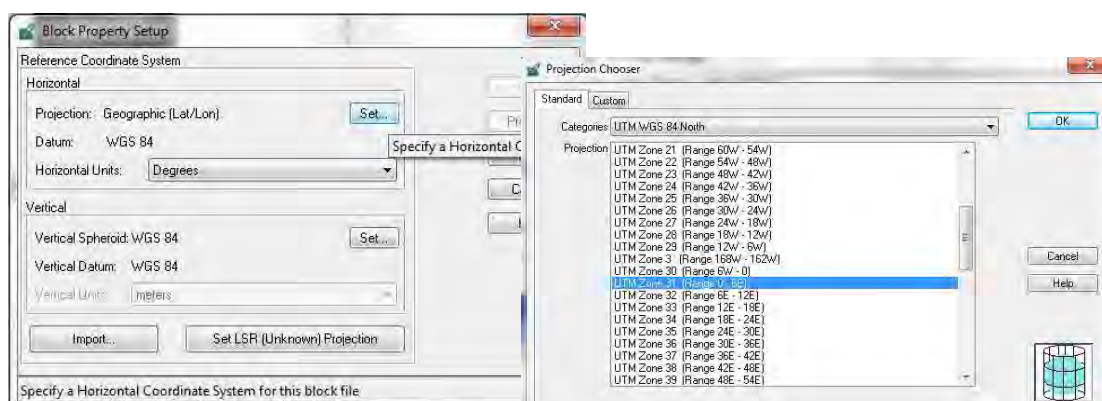 Block Property Setup
Reference Coordinate System
Horizontal
Projection: Geographic (Lat/Lon)
Set...
Datum: WGS 84
Specify a Horizontal C
Horizontal Units: Degrees
Vertical
Vertical Spheroid: WGS 84
Set...
Vertical Datum: WGS 84
Vertical Units: meters
Import...
Set LSR (Unknown) Projection
Specify a Horizontal Coordinate System for this block file
Projection Chooser
Standard
Custom
Categories UTM WGS 84 North
OK
Projection
UTM Zone 21 (Range 60W - 54W)
UTM Zone 22 (Range 54W - 48W)
UTM Zone 23 (Range 48W - 42W)
UTM Zone 24 (Range 42W - 36W)
UTM Zone 25 (Range 36W - 30W)
UTM Zone 26 (Range 30W - 24W)
UTM Zone 27 (Range 24W - 18W)
UTM Zone 28 (Range 18W - 12W)
UTM Zone 29 (Range 12W - 6W)
UTM Zone 3 (Range 168W - 162W)
UTM Zone 30 (Range 6W - 0)
UTM Zone 31 (Range 0 - 6E)
UTM Zone 32 (Range 6E - 12E)
UTM Zone 33 (Range 12E - 18E)
UTM Zone 34 (Range 18E - 24E)
UTM Zone 35 (Range 24E - 30E)
UTM Zone 36 (Range 30E - 36E)
UTM Zone 37 (Range 36E - 42E)
UTM Zone 38 (Range 42E - 48E)
UTM Zone 39 (Range 48E - 54E)
Cancel
Help